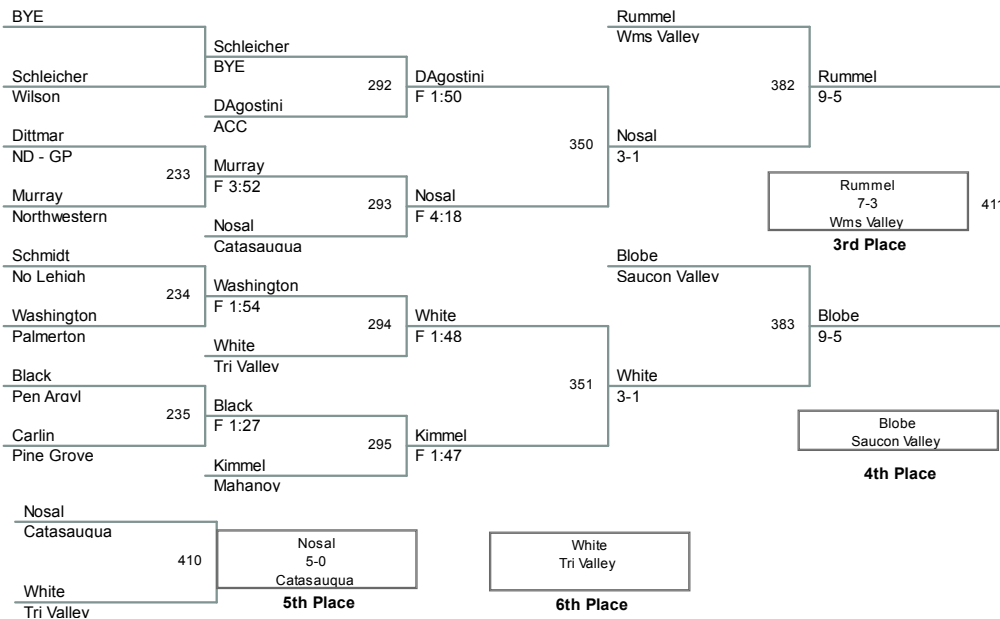 BYE
Schleicher
Wilson
Dittmar
ND - GP
233
Murray
Northwestern
Schmidt
No Lehigh
234
Washington
Palmerton
Black
Pen Argyl
235
Carlin
Pine Grove
Schleicher
BYE
292
DAgostini
ACC
Murray
F 3:52
293
Nosal
Catasauqua
Washington
F 1:54
294
White
Tri Valley
Black
F 1:27
295
Kimmel
Mahanoy
DAgostini
F 1:50
350
Nosal
F 4:18
White
F 1:48
351
Kimmel
F 1:47
Rummel
Wms Valley
382
Nosal
3-1
Blobe
Saucon Valley
383
White
3-1
Rummel
9-5
Rummel
7-3
Wms Valley
411
3rd Place
Blobe
9-5
Blobe
Saucon Valley
4th Place
Nosal
Catasauqua
410
White
Tri Valley
Nosal
5-0
Catasauqua
5th Place
White
Tri Valley
6th Place